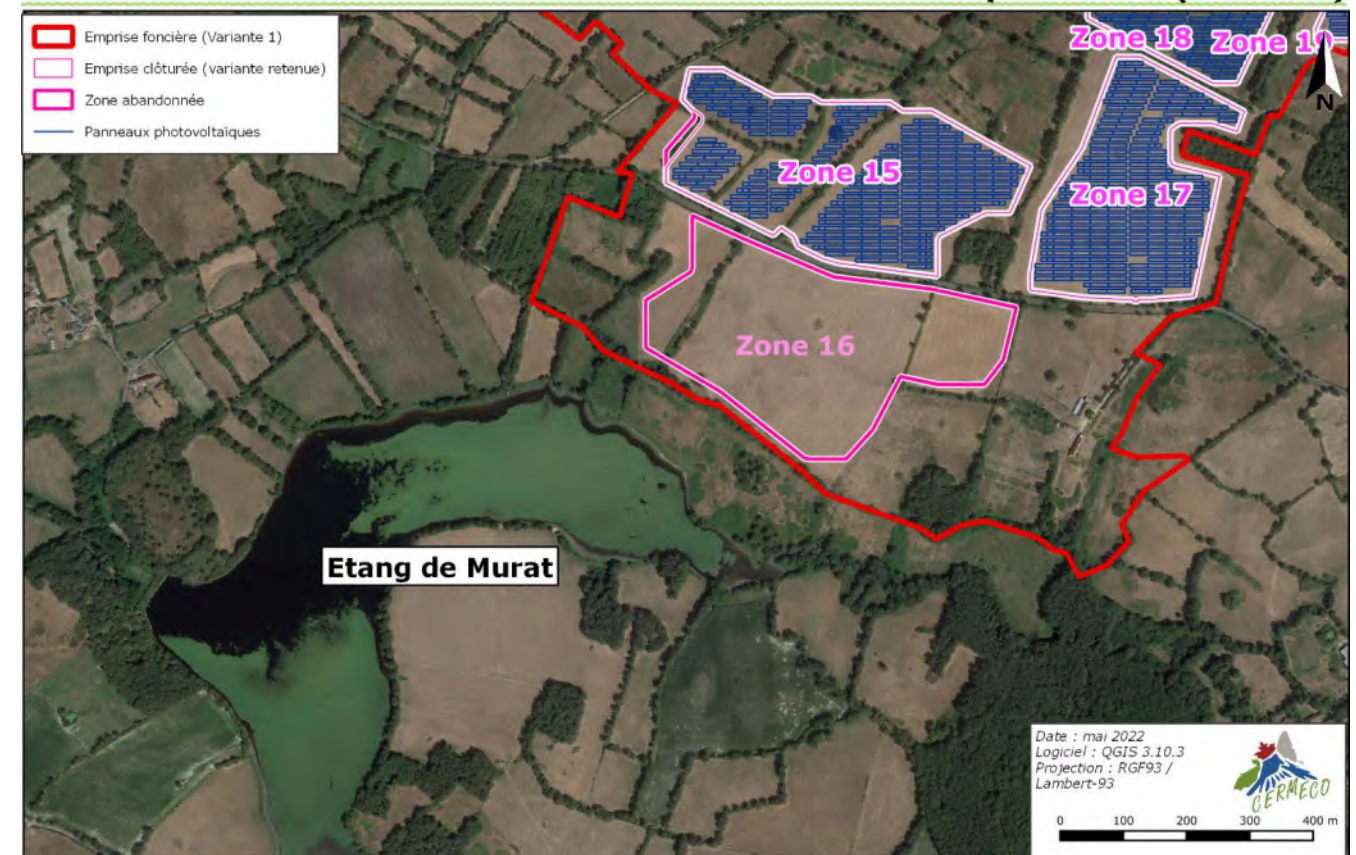 Emprise foncière (Variante 1)
Emprise clôturée (variante retenue)
Zone abandonnée
Panneaux photovoltaïques
Zone 18
Zone 19
N
Zone 15
Zone 17
Zone 16
Etang de Murat
Date : mai 2022
Logiciel : QGIS 3.10.3
Projection : RGF93 /
Lambert-93
CERMECO
0 100 200 300 400 m